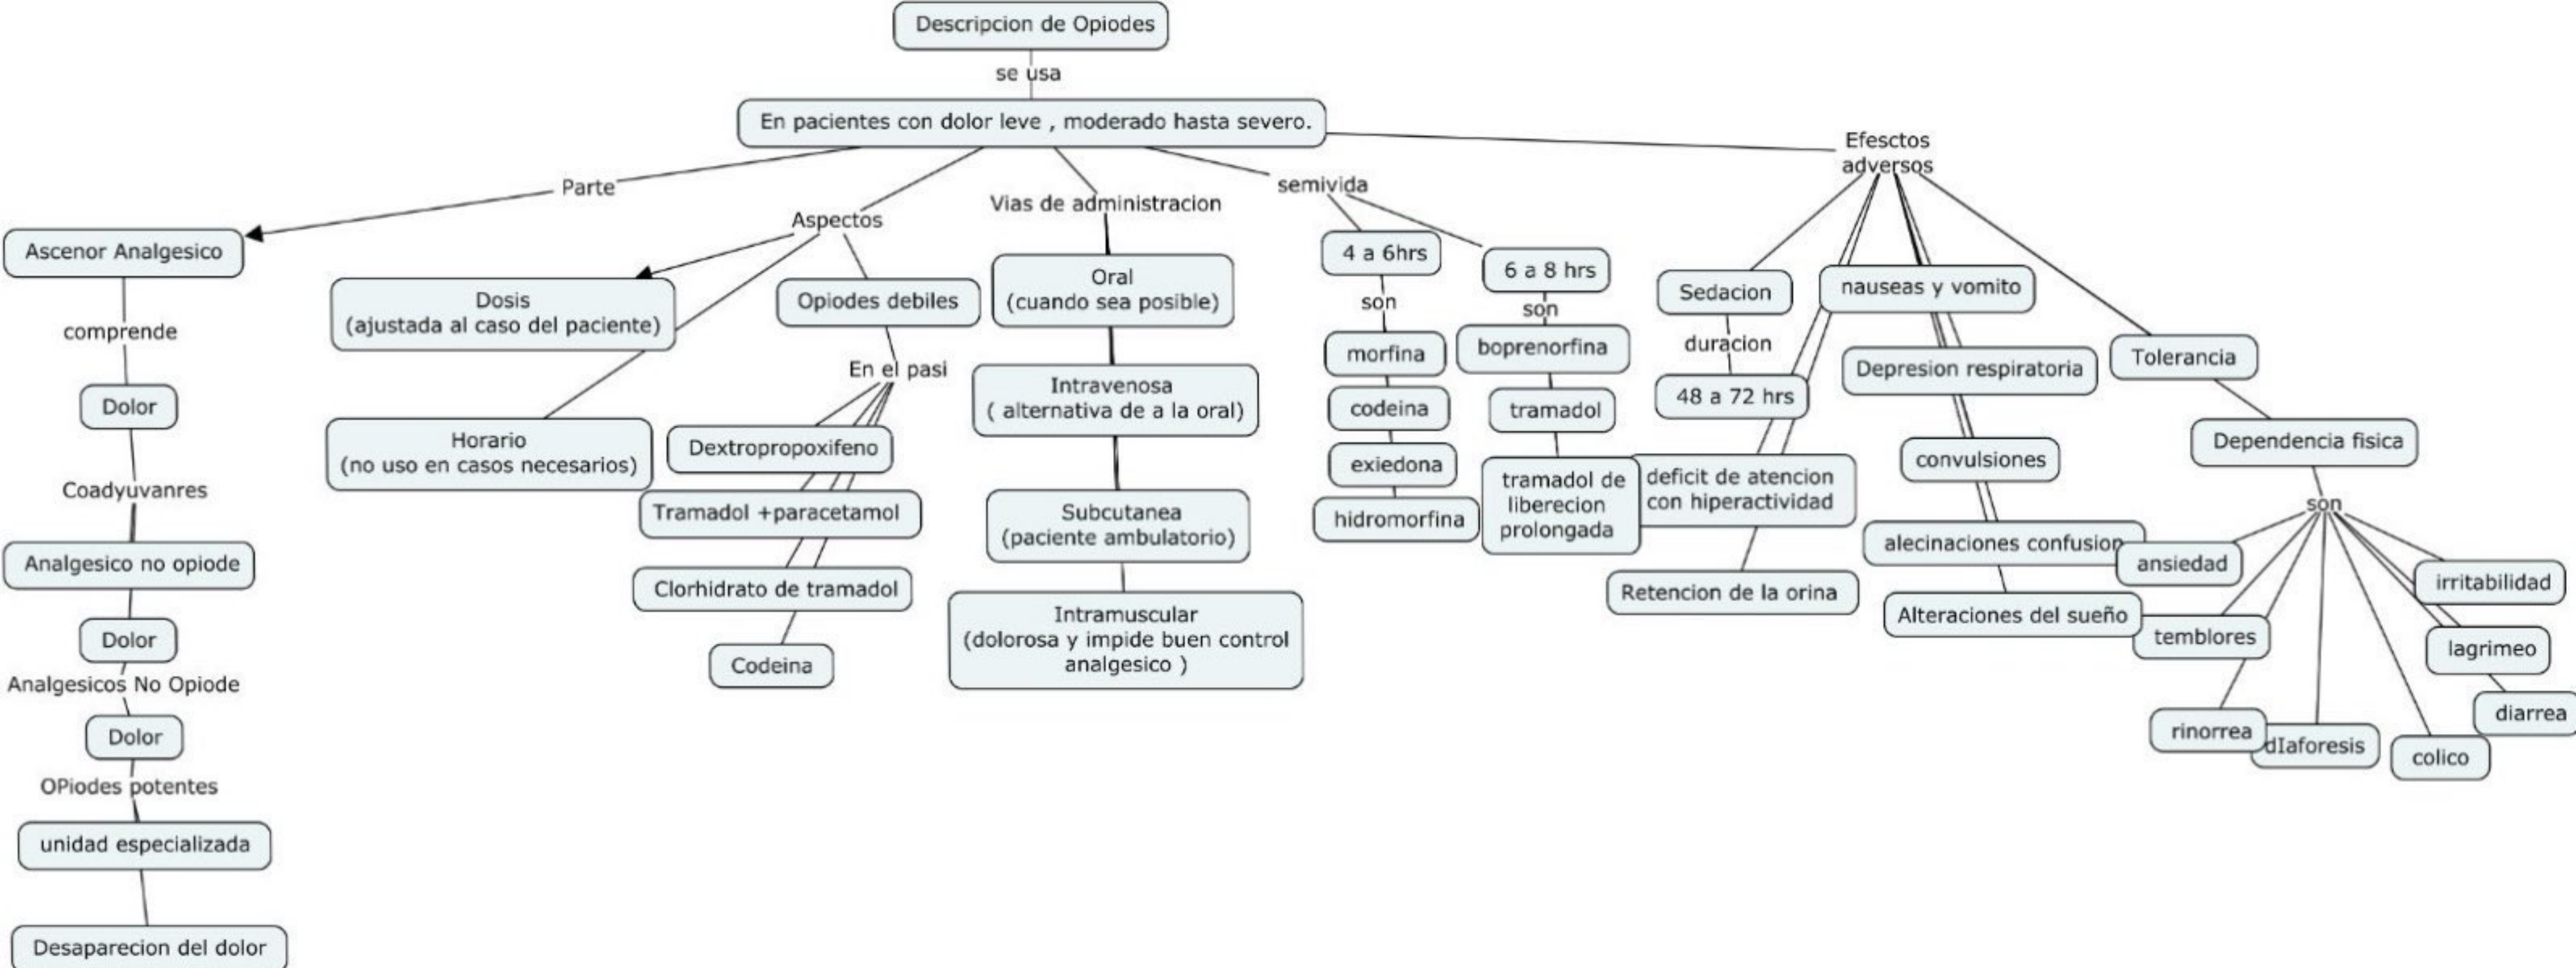 Descripcion de Opiodes
se usa
En pacientes con dolor leve , moderado hasta severo.
Parte
Ascenor Analgesico
comprende
Dolor
Coadyuvanres
Analgesico no opiode
Dolor
Analgesicos No Opiode
Dolor
OPiodes potentes
unidad especializada
Desaparecion del dolor
Aspectos
Dosis
(ajustada al caso del paciente)
Horario
(no uso en casos necesarios)
Opiodes debiles
En el pasi
Dextropropoxifeno
Tramadol +paracetamol
Clorhidrato de tramadol
Codeina
Vias de administracion
Oral
(cuando sea posible)
Intravenosa
( alternativa de a la oral)
Subcutanea
(paciente ambulatorio)
Intramuscular
(dolorosa y impide buen control
analgesico )
semivida
4 a 6hrs
son
morfina
codeina
exiedona
hidromorfina
6 a 8 hrs
son
boprenorfina
tramadol
tramadol de
liberecion
prolongada
Efesctos
adversos
Sedacion
duracion
48 a 72 hrs
deficit de atencion
con hiperactividad
Retencion de la orina
nauseas y vomito
Depresion respiratoria
convulsiones
alecinaciones confusion
Alteraciones del sueño
Tolerancia
Dependencia fisica
son
ansiedad
temblores
rinorrea
dIaforesis
colico
irritabilidad
lagrimeo
diarrea